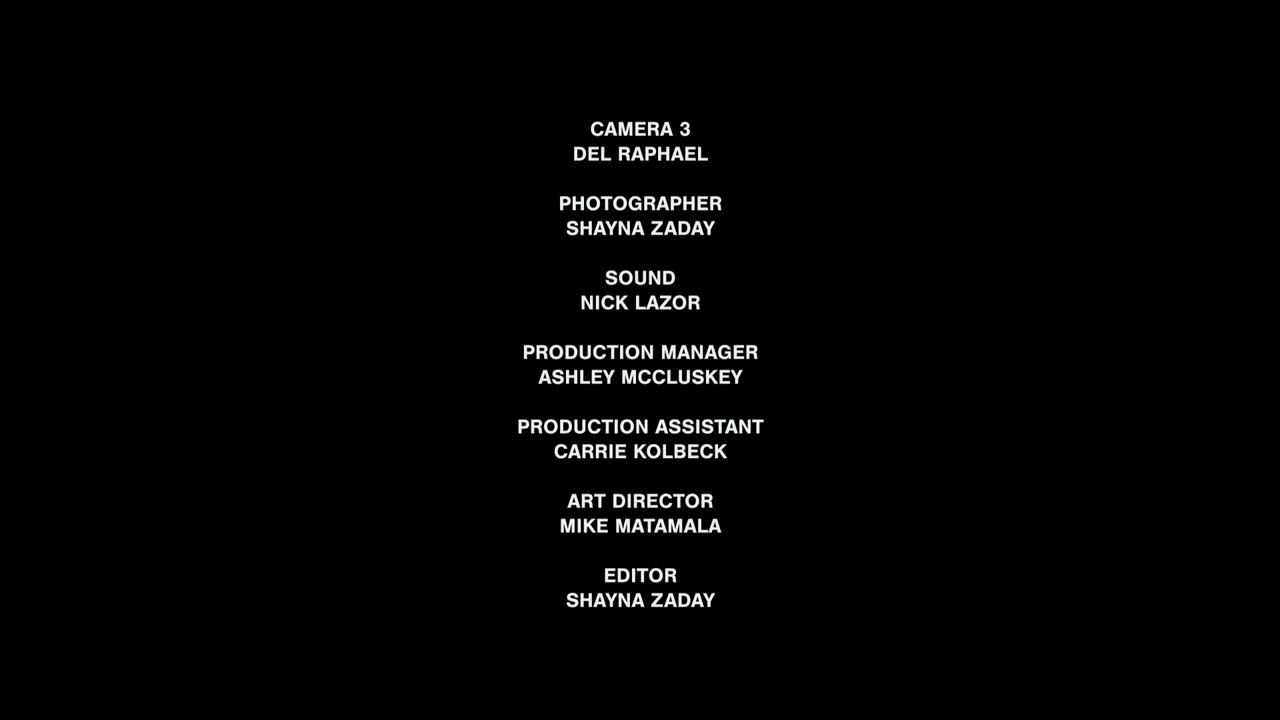 CAMERA 3
DEL RAPHAEL
PHOTOGRAPHER
SHAYNA ZADAY
SOUND
NICK LAZOR
PRODUCTION MANAGER
ASHLEY MCCLUSKEY
PRODUCTION ASSISTANT
CARRIE KOLBECK
ART DIRECTOR
MIKE MATAMALA
EDITOR
SHAYNA ZADAY